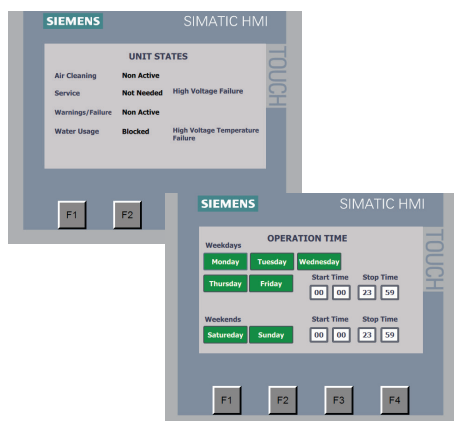 SIEMENS SIMATIC HMI
TOUCH
UNIT STATES
Air Cleaning Non Active
Service Not Needed High Voltage Failure
Warnings/Failure Non Active
Water Usage Blocked High Voltage Temperature
Failure
F1 F2
SIEMENS SIMATIC HMI
TOUCH
OPERATION TIME
Weekdays
Monday Tuesday Wednesday
Start Time Stop Time
Thursday Friday 00 00 23 59
Weekends Start Time Stop Time
Satureday Sunday 00 00 23 59
F1 F2 F3 F4